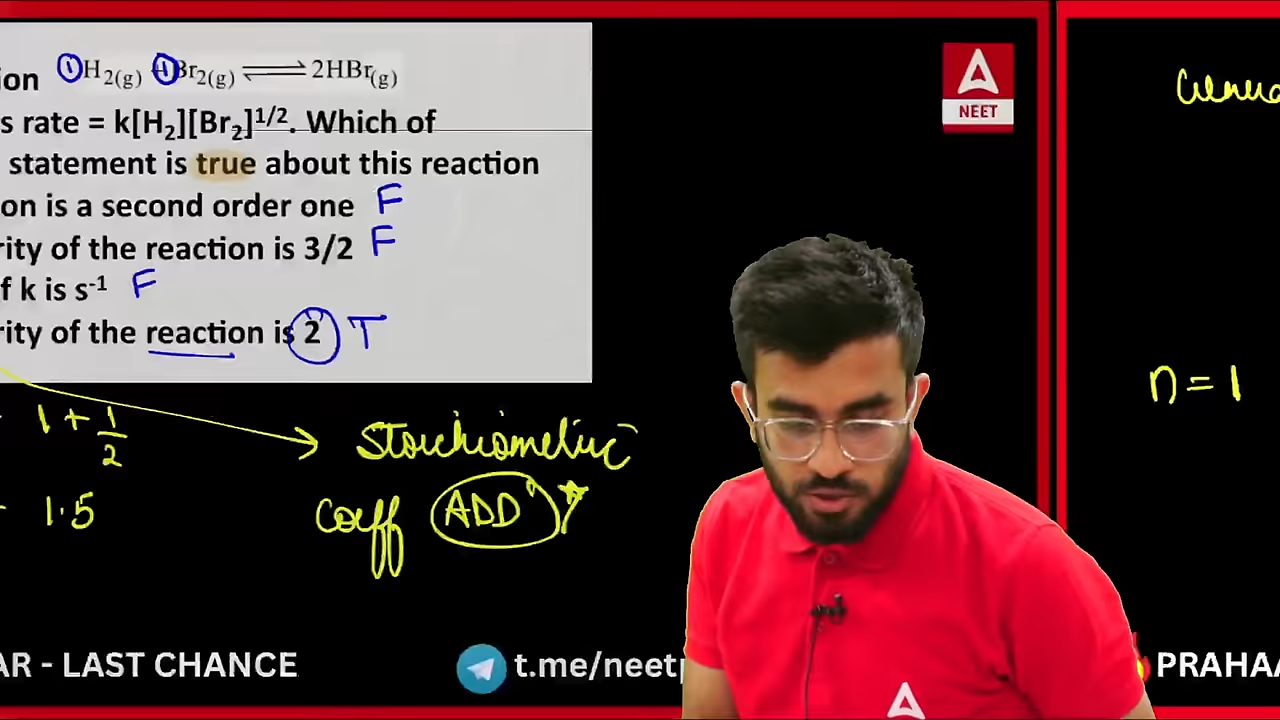 ion ①H2(g) ①Br2(g) ⇌ 2HBr(g)
s rate = k[H2][Br2]^1/2. Which of
statement is true about this reaction
on is a second order one F
rity of the reaction is 3/2 F
f k is s^-1 F
rity of the reaction is 2 T
1 + 1/2
1.5
Stoichiometric
coeff ADD
NEET
n = 1
AR - LAST CHANCE
t.me/neetp
PRAHAA